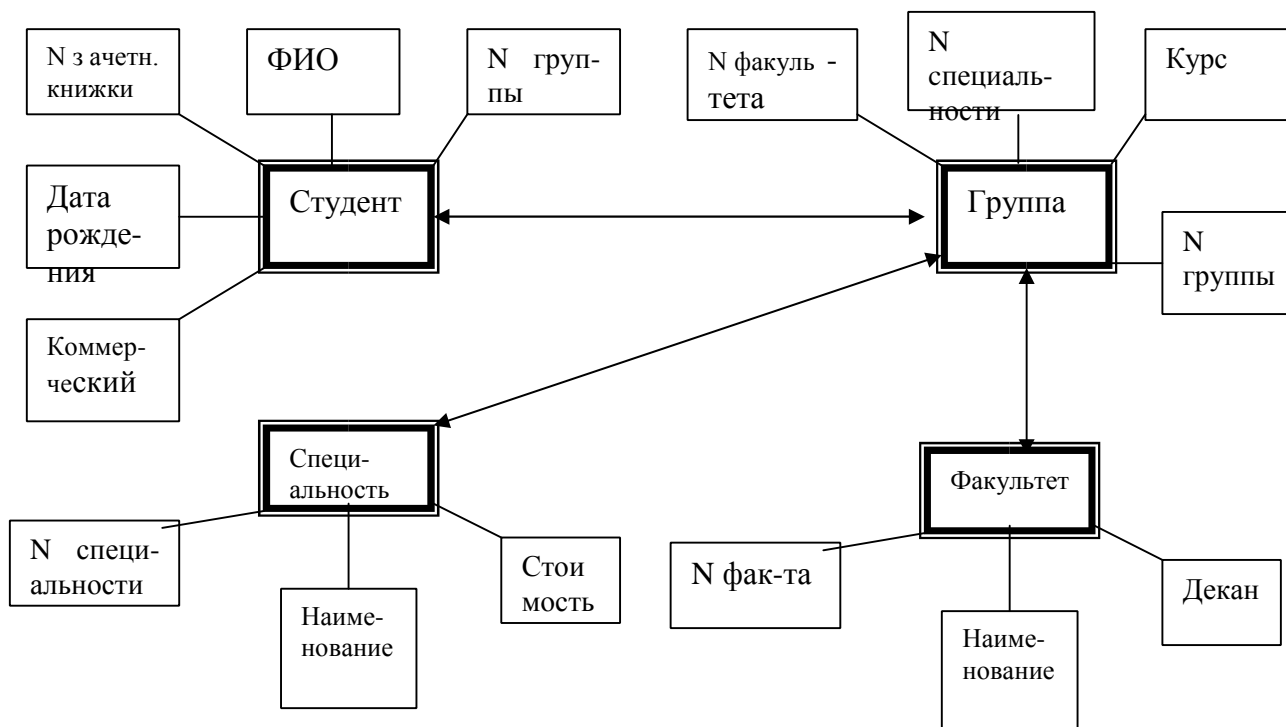 N з ачетн.
книжки
ФИО
N груп-
пы
N факуль -
тета
N
специаль-
ности
Курс
Дата
рожде-
ния
Студент
Группа
N
группы
Коммер-
ческий
Специ-
альность
Факультет
N специ-
альности
Наиме-
нование
Стои
мость
N фак-та
Наиме-
нование
Декан